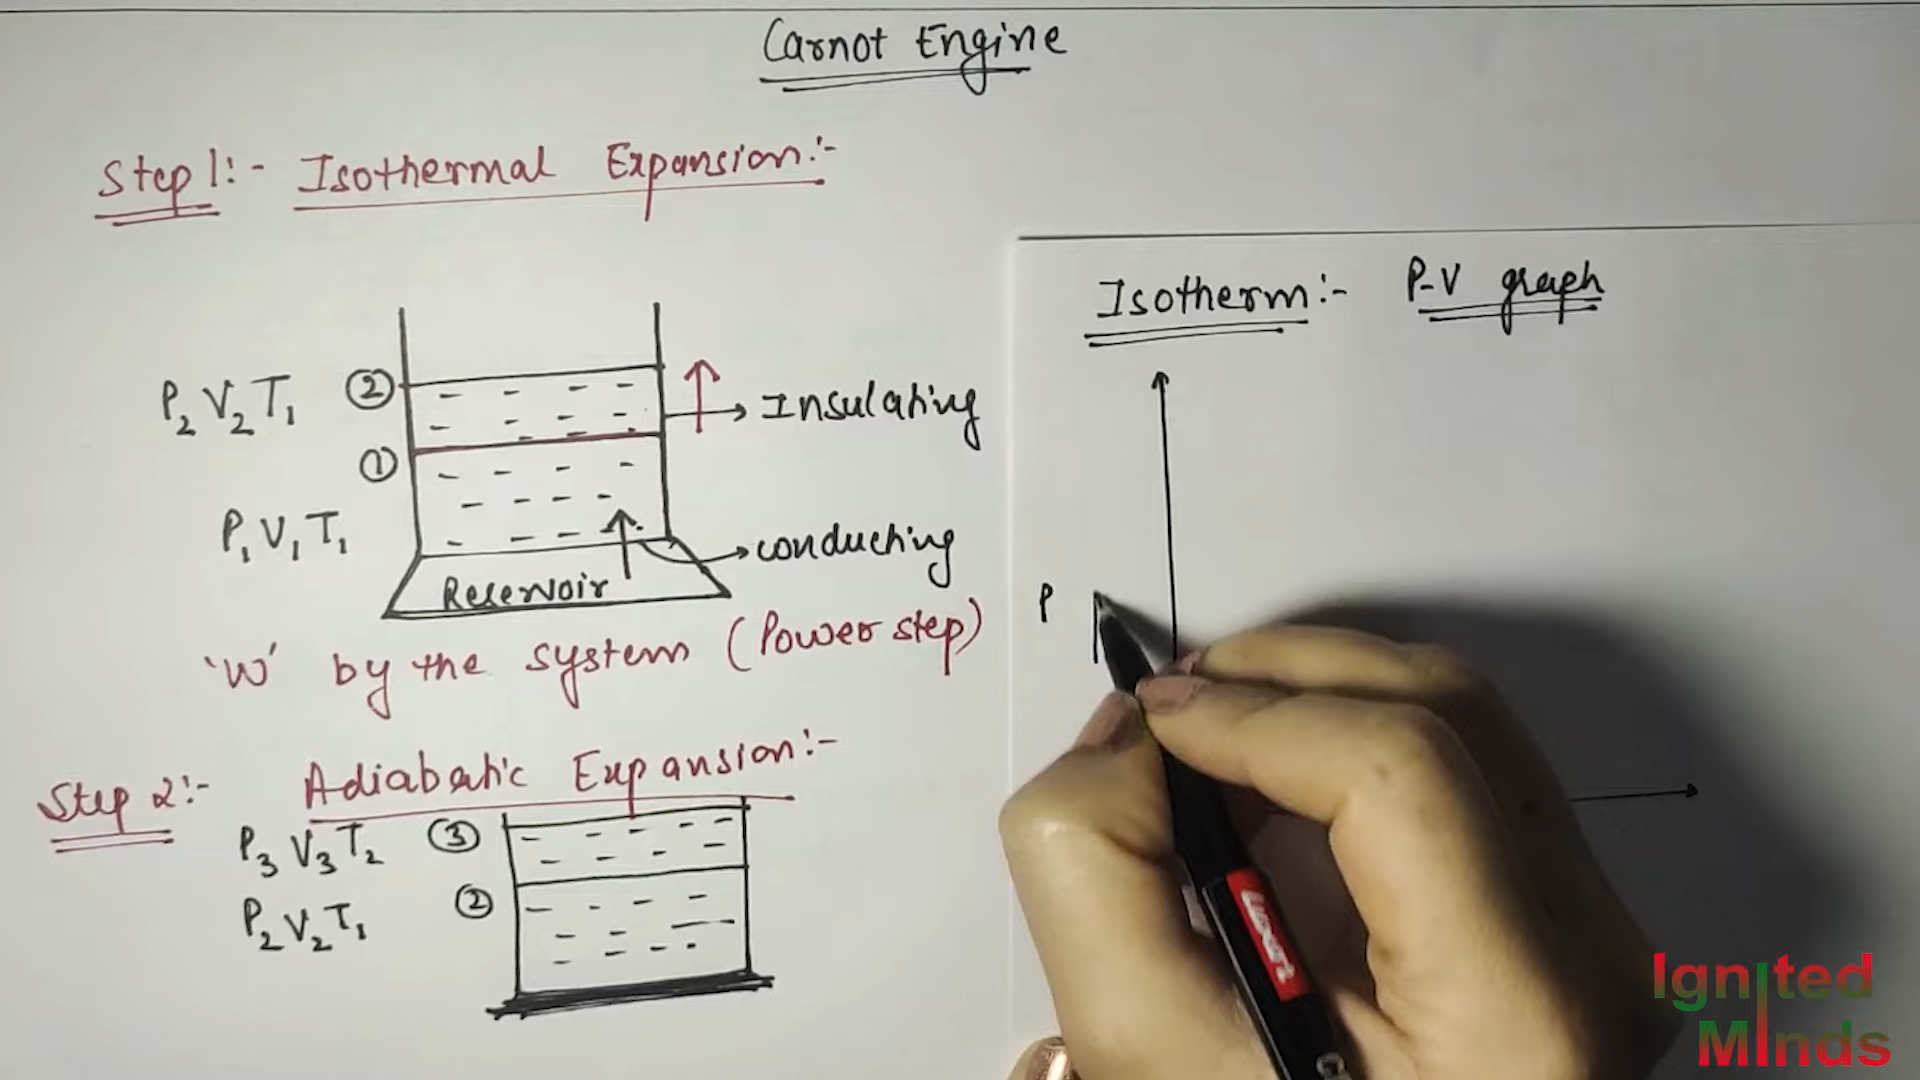 Carnot Engine
Step 1:- Isothermal Expansion:-
P₂ V₂ T₁ ②
Insulating
①
P₁ V₁ T₁
conducting
Reservoir
'W' by the system (Power step)
Step 2:- Adiabatic Expansion:-
P₃ V₃ T₂ ③
P₂ V₂ T₁ ②
Isotherm:- P-V graph
P
Luxor
Ignited
Minds